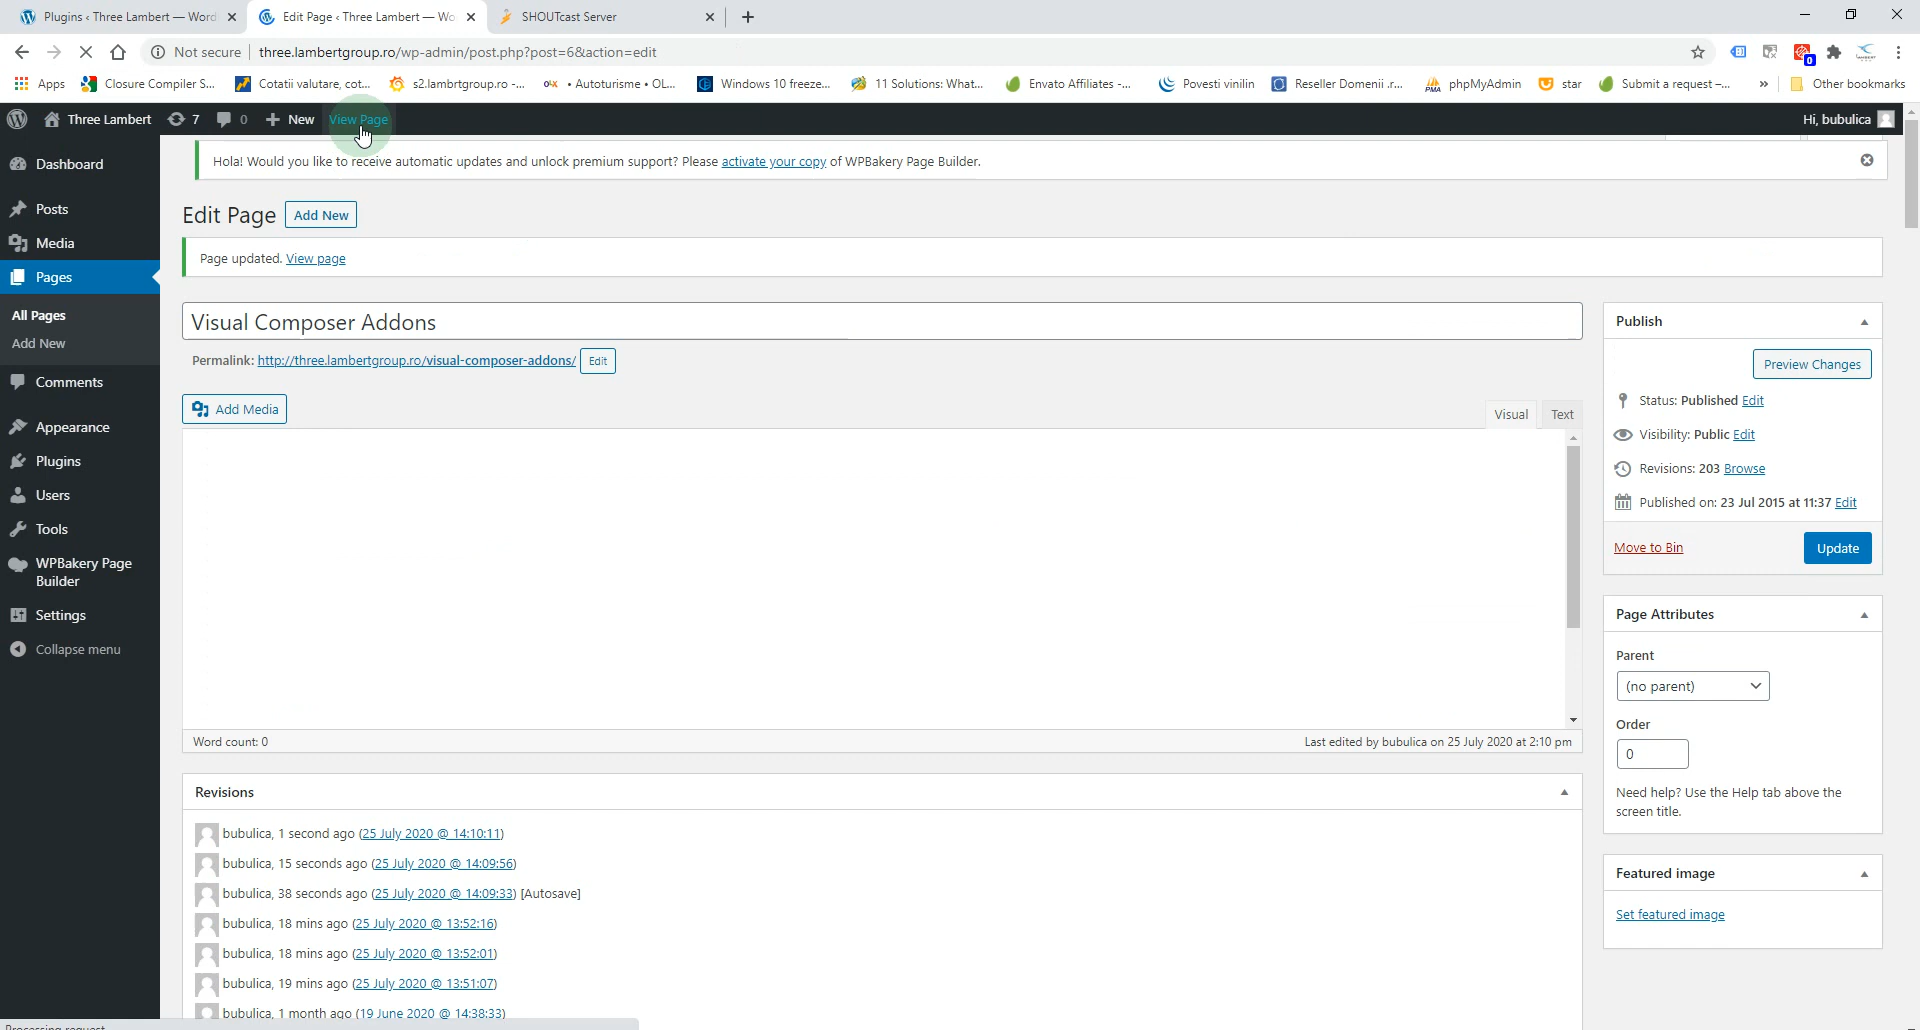 Plugins ‹ Three Lambert — Word
Edit Page ‹ Three Lambert — Wo
SHOUTcast Server
Not secure
three.lambertgroup.ro/wp-admin/post.php?post=6&action=edit
Apps
Closure Compiler S...
Cotatii valutare, cot...
s2.lambrtgroup.ro -...
• Autoturisme • OL...
Windows 10 freeze...
11 Solutions: What...
Envato Affiliates -...
Povesti vinilin
Reseller Domenii .r...
phpMyAdmin
star
Submit a request –...
»
Other bookmarks
Three Lambert
7
0
New
View Page
Hi, bubulica
Hola! Would you like to receive automatic updates and unlock premium support? Please activate your copy of WPBakery Page Builder.
Dashboard
Posts
Media
Pages
All Pages
Add New
Comments
Appearance
Plugins
Users
Tools
WPBakery Page
Builder
Settings
Collapse menu
Edit Page
Add New
Page updated. View page
Visual Composer Addons
Permalink: http://three.lambertgroup.ro/visual-composer-addons/
Edit
Add Media
Visual
Text
Word count: 0
Last edited by bubulica on 25 July 2020 at 2:10 pm
Revisions
bubulica, 1 second ago (25 July 2020 @ 14:10:11)
bubulica, 15 seconds ago (25 July 2020 @ 14:09:56)
bubulica, 38 seconds ago (25 July 2020 @ 14:09:33) [Autosave]
bubulica, 18 mins ago (25 July 2020 @ 13:52:16)
bubulica, 18 mins ago (25 July 2020 @ 13:52:01)
bubulica, 19 mins ago (25 July 2020 @ 13:51:07)
bubulica, 1 month ago (19 June 2020 @ 14:38:33)
Publish
Preview Changes
Status: Published Edit
Visibility: Public Edit
Revisions: 203 Browse
Published on: 23 Jul 2015 at 11:37 Edit
Move to Bin
Update
Page Attributes
Parent
(no parent)
Order
0
Need help? Use the Help tab above the
screen title.
Featured image
Set featured image
Processing request